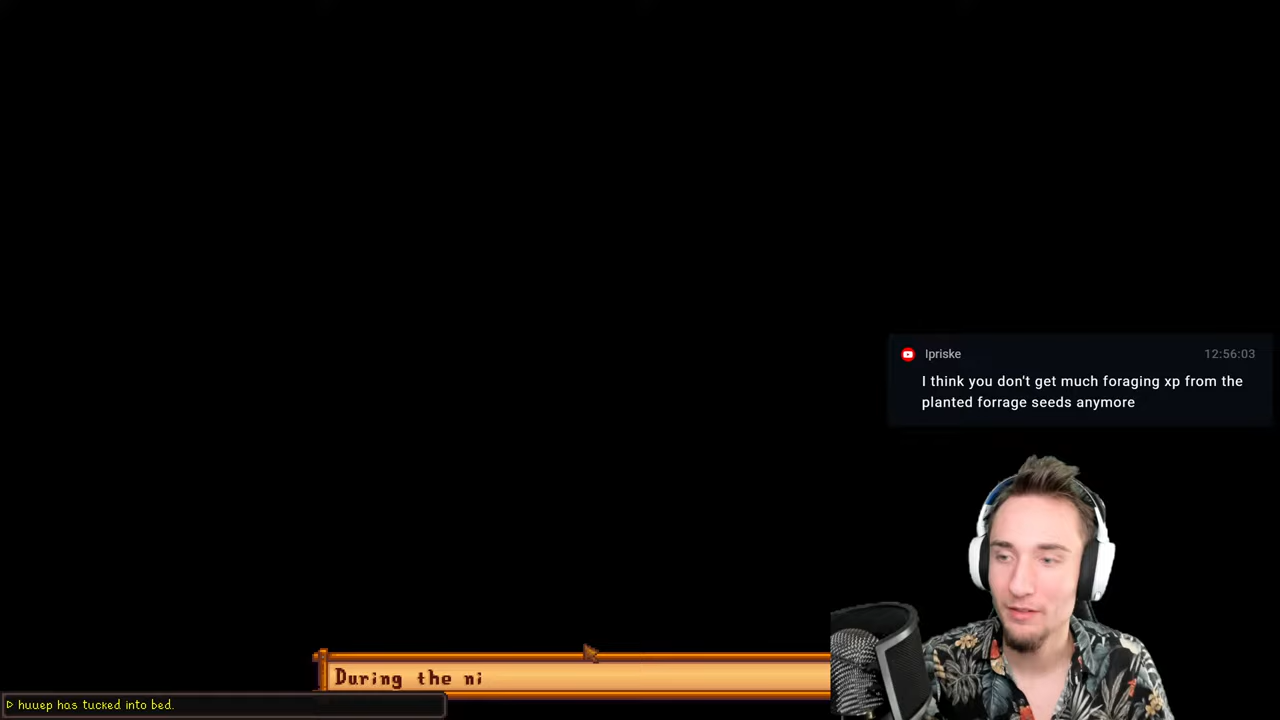 Ipriske
12:56:03
I think you don't get much foraging xp from the
planted forrage seeds anymore
During the ni
huuep has tucked into bed.